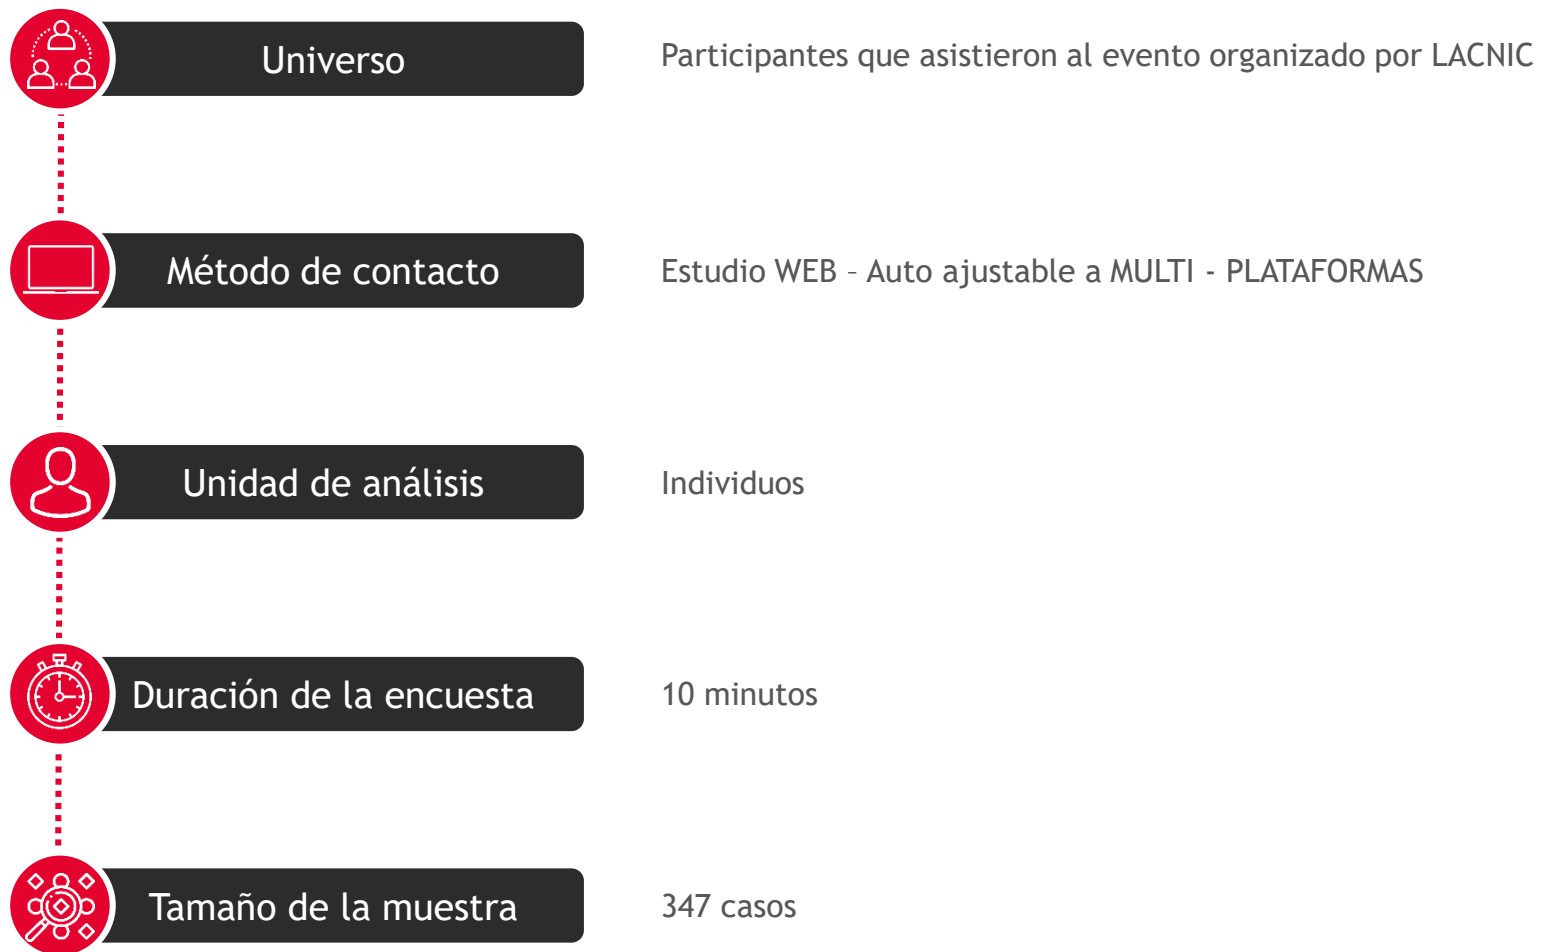 Universo
Participantes que asistieron al evento organizado por LACNIC
Método de contacto
Estudio WEB – Auto ajustable a MULTI - PLATAFORMAS
Unidad de análisis
Individuos
Duración de la encuesta
10 minutos
Tamaño de la muestra
347 casos